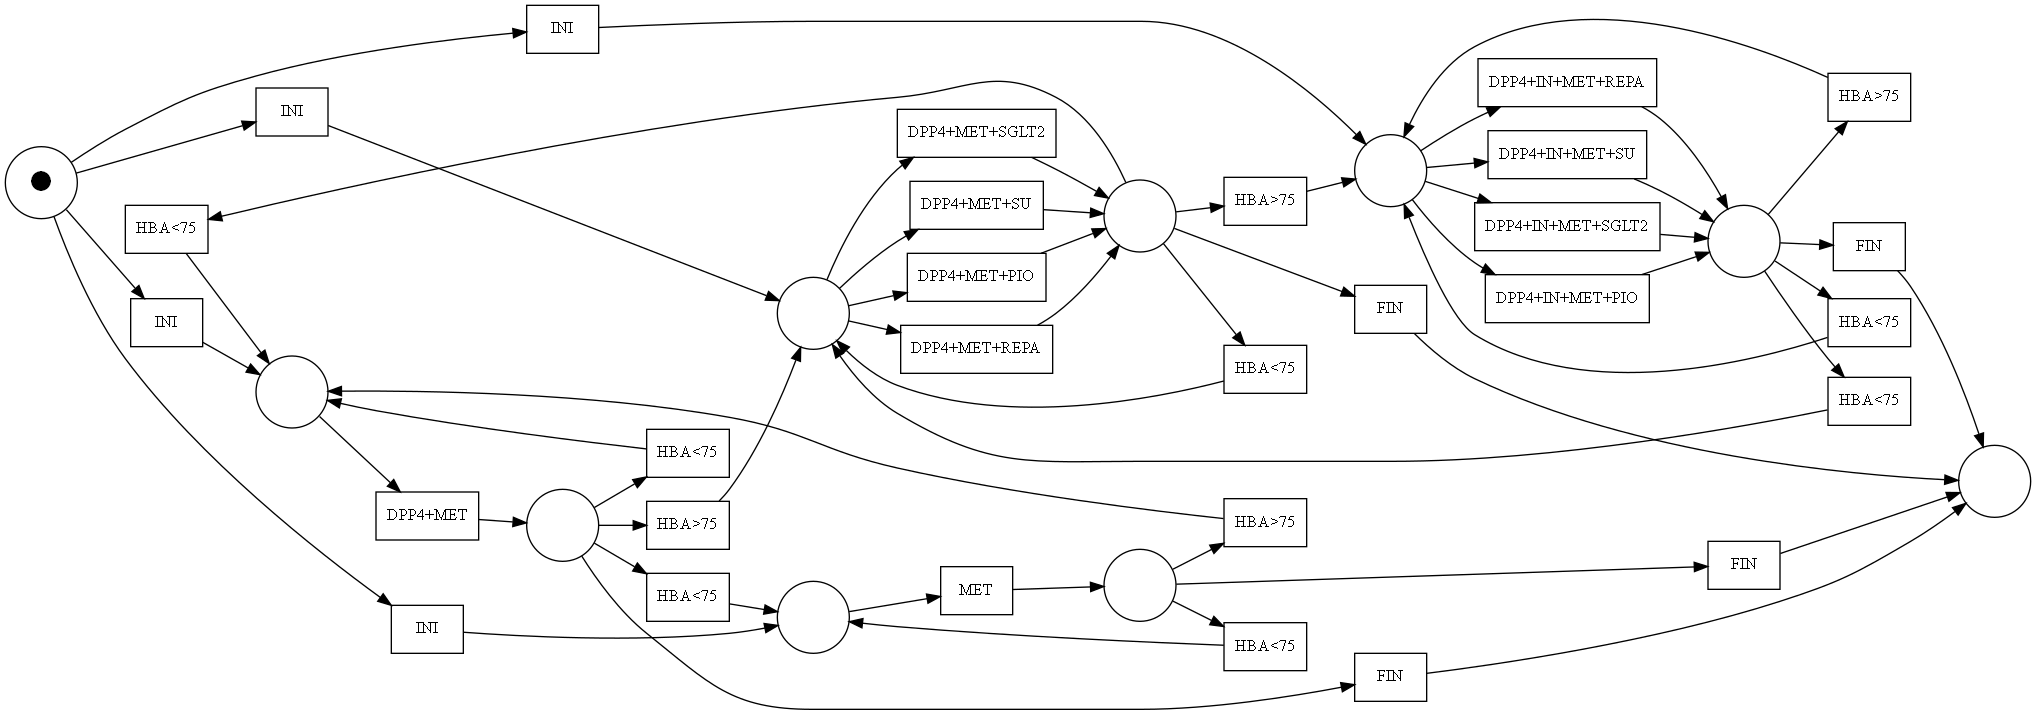 INI
INI
HBA<75
INI
DPP4+MET
INI
HBA<75
HBA>75
HBA<75
DPP4+MET+SGLT2
DPP4+MET+SU
DPP4+MET+PIO
DPP4+MET+REPA
MET
HBA>75
HBA<75
HBA>75
HBA<75
FIN
FIN
DPP4+IN+MET+REPA
DPP4+IN+MET+SU
DPP4+IN+MET+SGLT2
DPP4+IN+MET+PIO
FIN
HBA>75
FIN
HBA<75
HBA<75